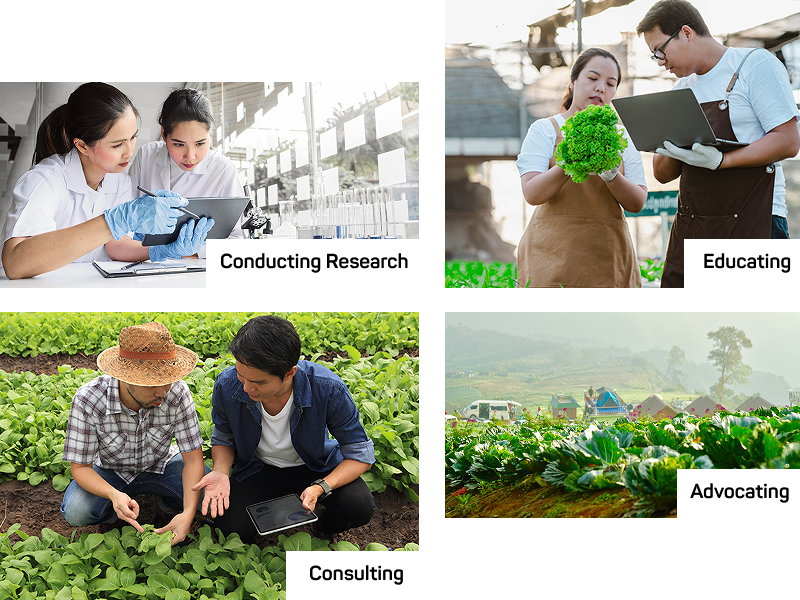 Conducting Research
Educating
Consulting
Advocating